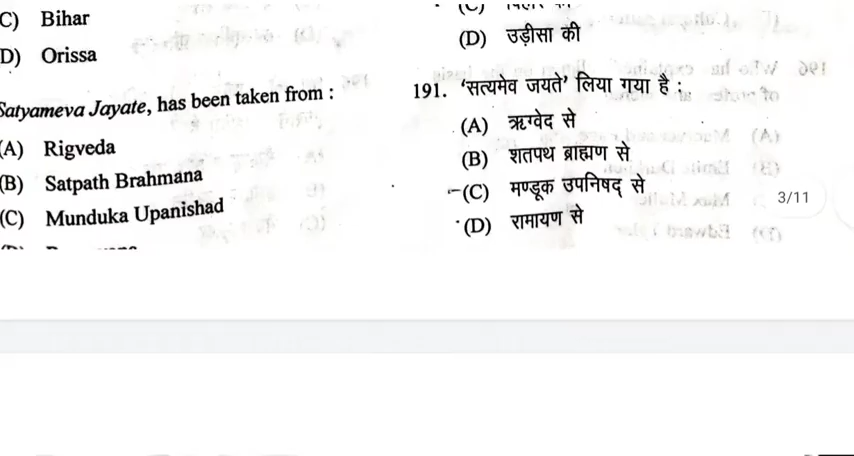 C) Bihar
D) Orissa
Satyameva Jayate, has been taken from :
(A) Rigveda
(B) Satpath Brahmana
(C) Munduka Upanishad
(D) उड़ीसा की
191. ‘सत्यमेव जयते’ लिया गया है :
(A) ऋग्वेद से
(B) शतपथ ब्राह्मण से
(C) मण्डूक उपनिषद् से
(D) रामायण से
3/11